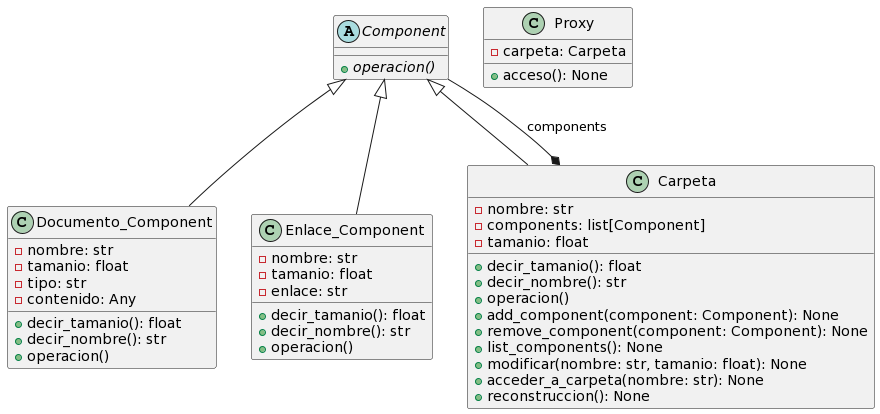 A Component
operacion()
C Proxy
carpeta: Carpeta
acceso(): None
components
C Documento_Component
nombre: str
tamanio: float
tipo: str
contenido: Any
decir_tamanio(): float
decir_nombre(): str
operacion()
C Enlace_Component
nombre: str
tamanio: float
enlace: str
decir_tamanio(): float
decir_nombre(): str
operacion()
C Carpeta
nombre: str
components: list[Component]
tamanio: float
decir_tamanio(): float
decir_nombre(): str
operacion()
add_component(component: Component): None
remove_component(component: Component): None
list_components(): None
modificar(nombre: str, tamanio: float): None
acceder_a_carpeta(nombre: str): None
reconstruccion(): None